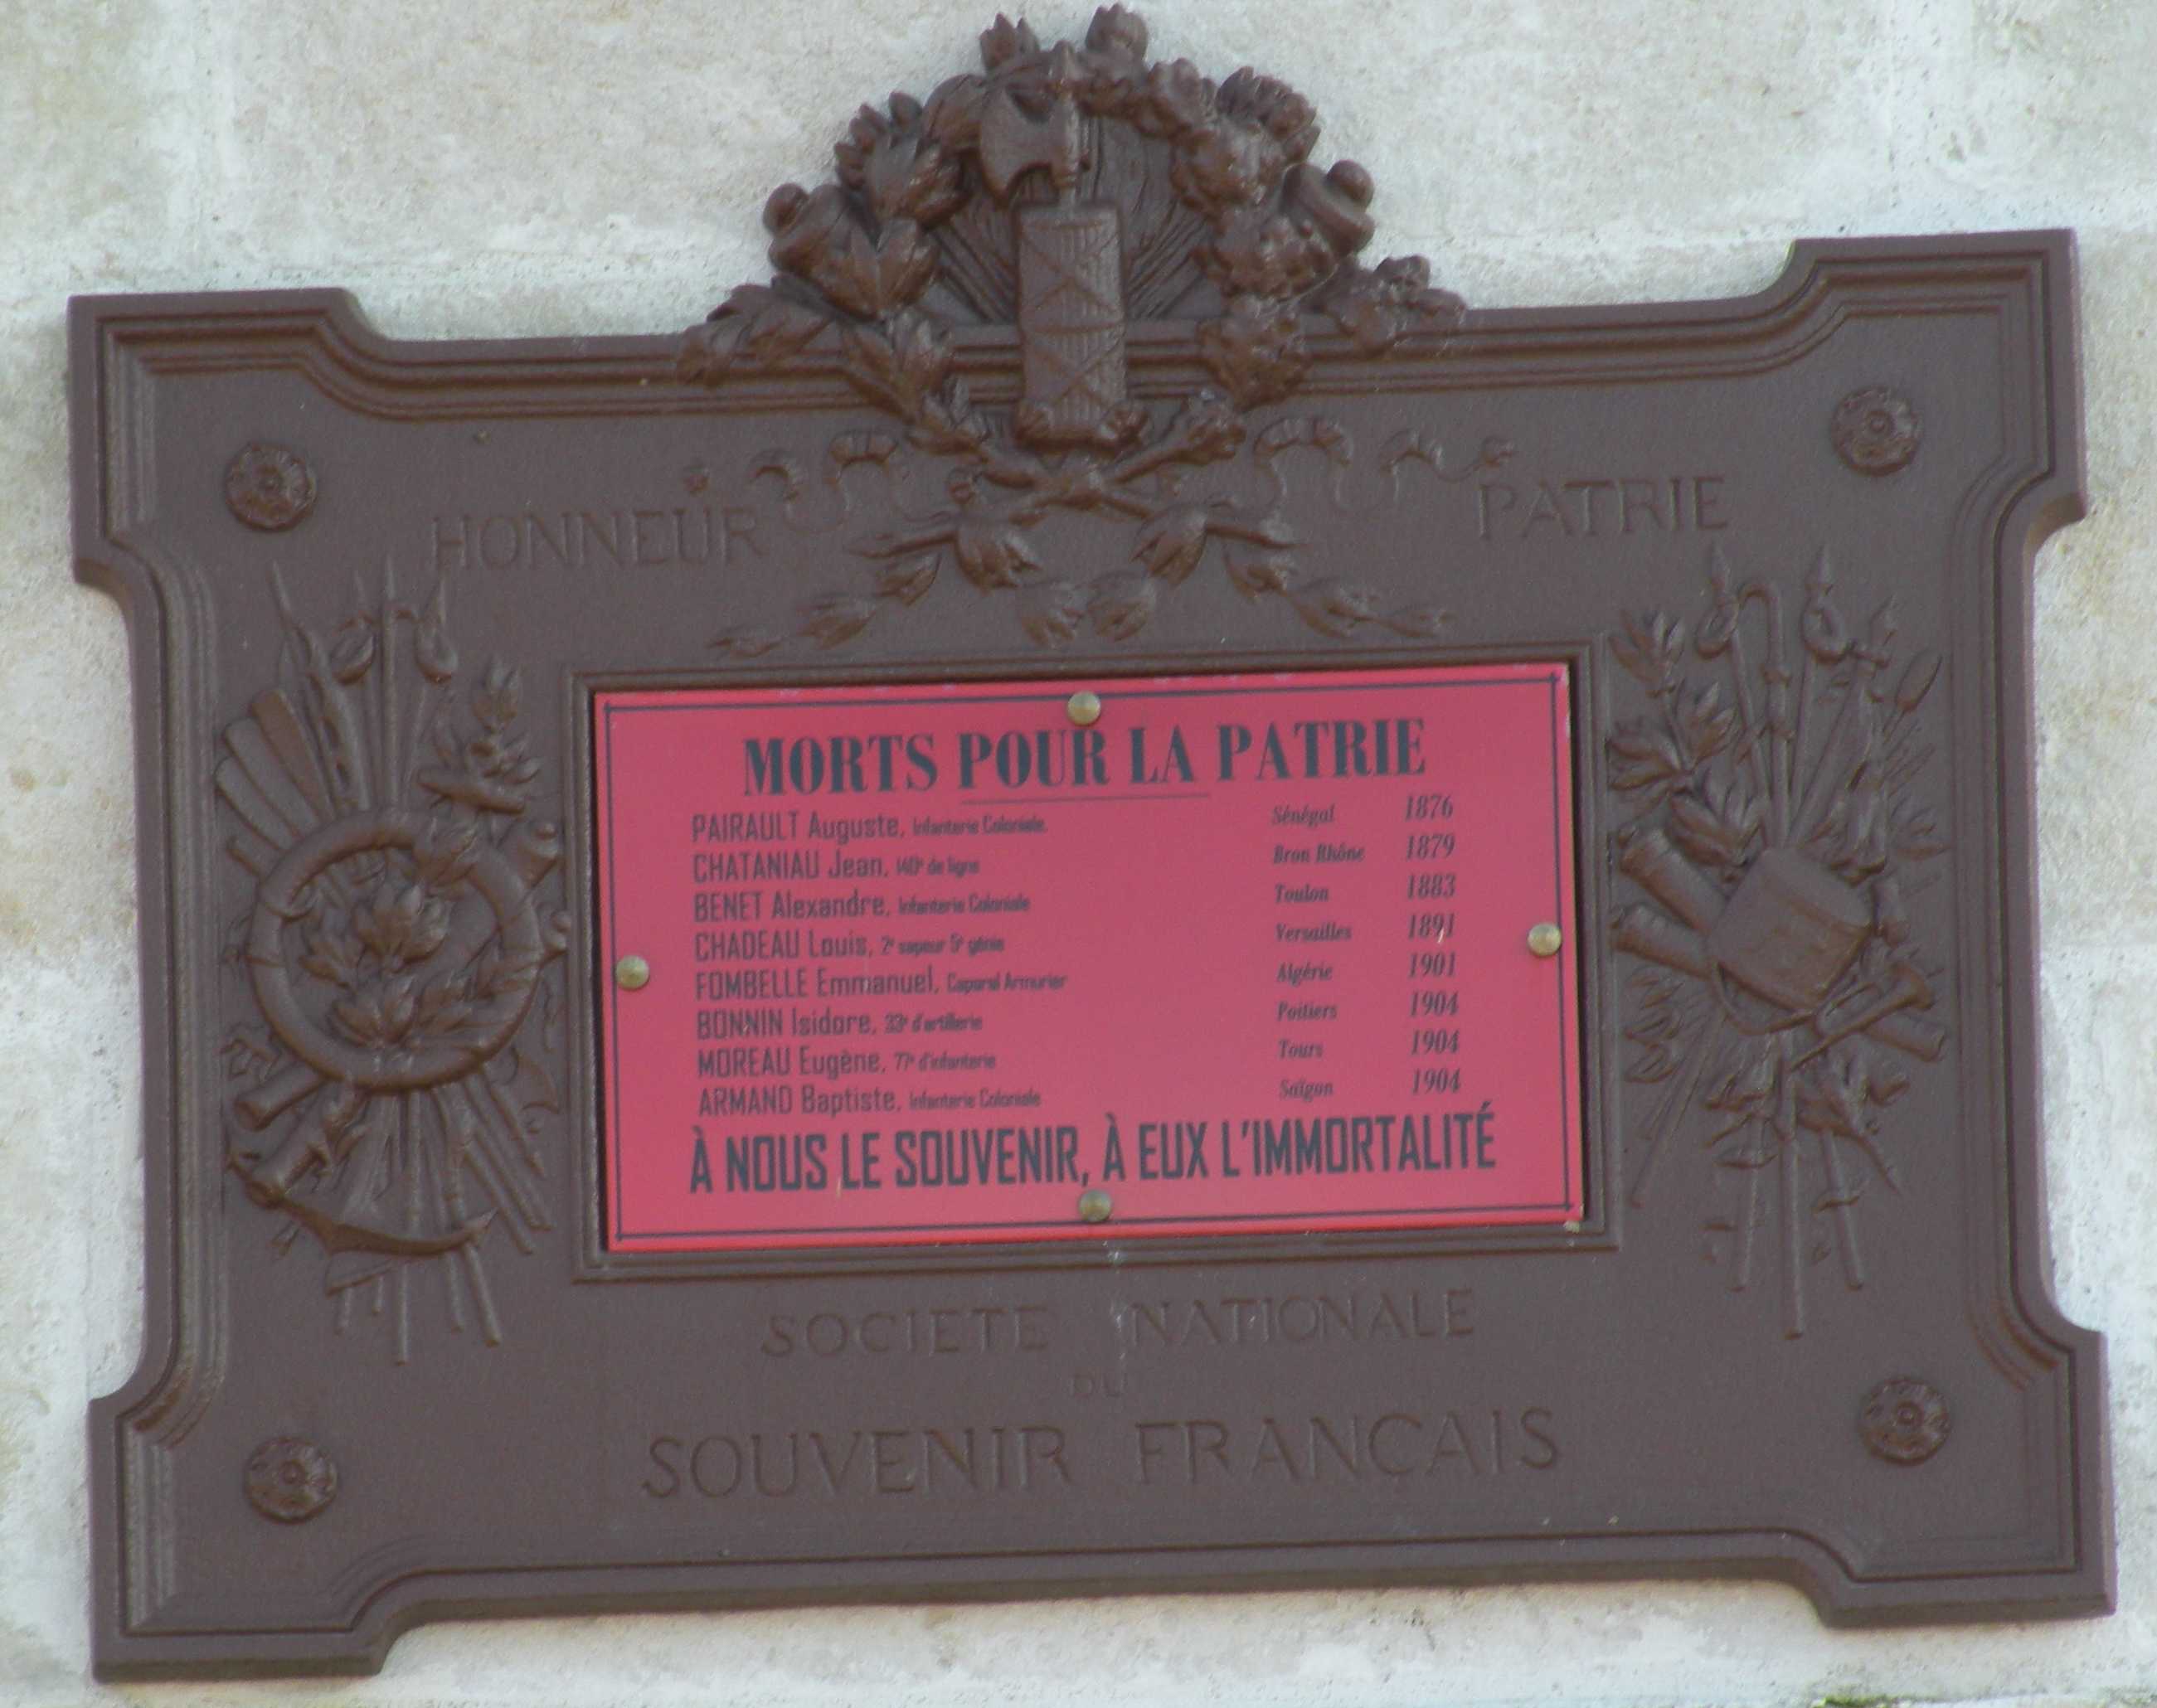 HONNEUR PATRIE
MORTS POUR LA PATRIE
PAIRAULT Auguste, Infanterie Coloniale. Sénégal 1876
CHATANIAU Jean, 140e de ligne Bron Rhône 1879
BENET Alexandre, Infanterie Coloniale Toulon 1883
CHADEAU Louis, 2e sapeur 5e génie Versailles 1891
FOMBELLE Emmanuel, Caporal Armurier Algérie 1901
BONNIN Isidore, 33e d'artillerie Poitiers 1904
MOREAU Eugène, 77e d'infanterie Tours 1904
ARMAND Baptiste, Infanterie Coloniale Saïgon 1904
À NOUS LE SOUVENIR, À EUX L'IMMORTALITÉ
SOCIETE NATIONALE
DU
SOUVENIR FRANÇAIS